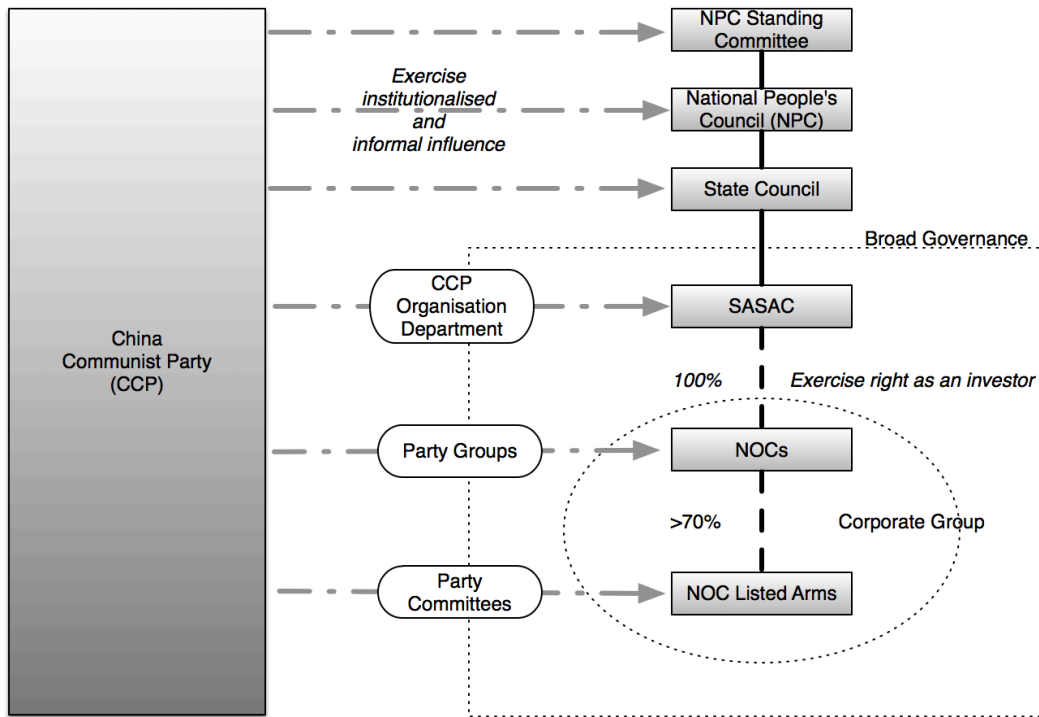 NPC Standing
Committee
Exercise
institutionalised
and
informal influence
National People's
Council (NPC)
State Council
Broad Governance
CCP
Organisation
Department
SASAC
China
Communist Party
(CCP)
100%
Exercise right as an investor
Party Groups
NOCs
>70%
Corporate Group
Party
Committees
NOC Listed Arms